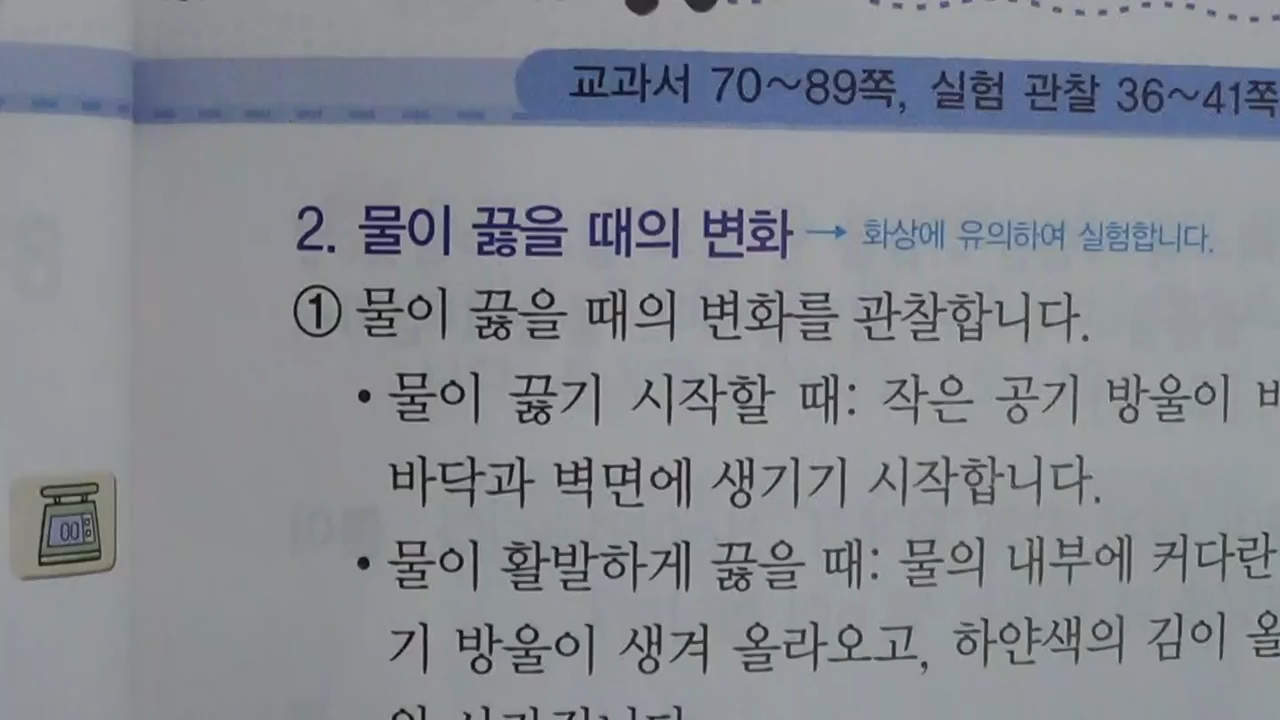 교과서 70~89쪽, 실험 관찰 36~41쪽
2. 물이 끓을 때의 변화 → 화상에 유의하여 실험합니다.
① 물이 끓을 때의 변화를 관찰합니다.
• 물이 끓기 시작할 때: 작은 공기 방울이
바닥과 벽면에 생기기 시작합니다.
• 물이 활발하게 끓을 때: 물의 내부에 커다란
기 방울이 생겨 올라오고, 하얀색의 김이
00